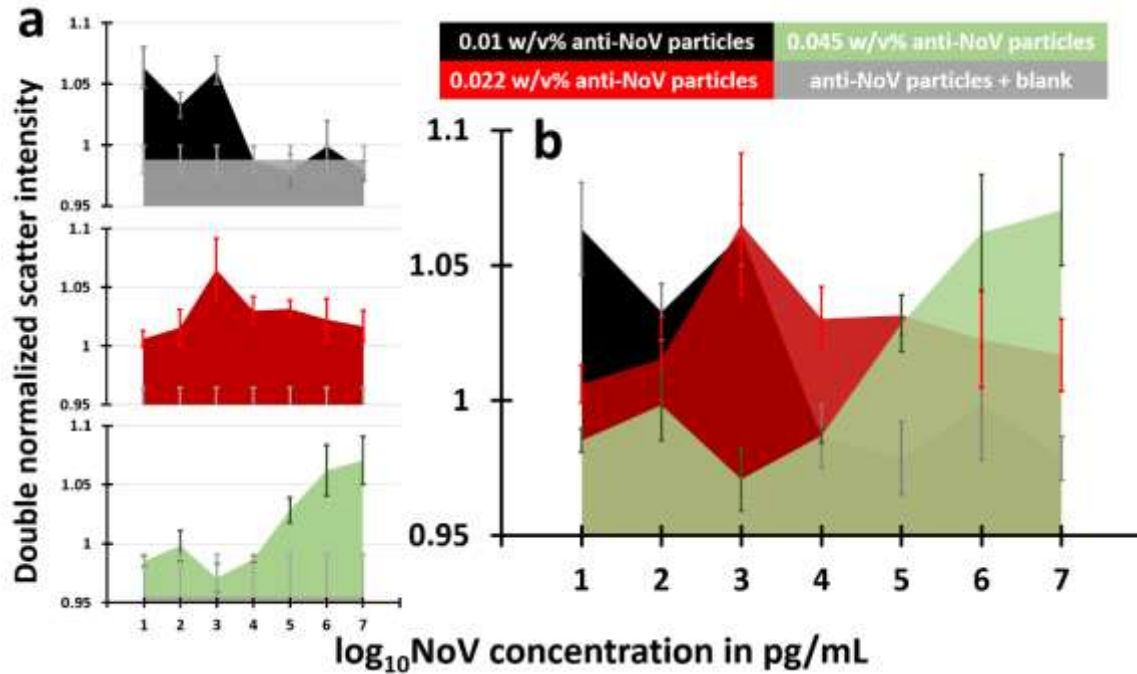 a
0.01 w/v% anti-NoV particles
0.045 w/v% anti-NoV particles
0.022 w/v% anti-NoV particles
anti-NoV particles + blank
Double normalized scatter intensity
1.1
1.05
1
0.95
1.1
1.05
1
0.95
1.1
1.05
1
0.95
1 2 3 4 5 6 7
b
1.1
1.05
1
0.95
1 2 3 4 5 6 7
log₁₀NoV concentration in pg/mL